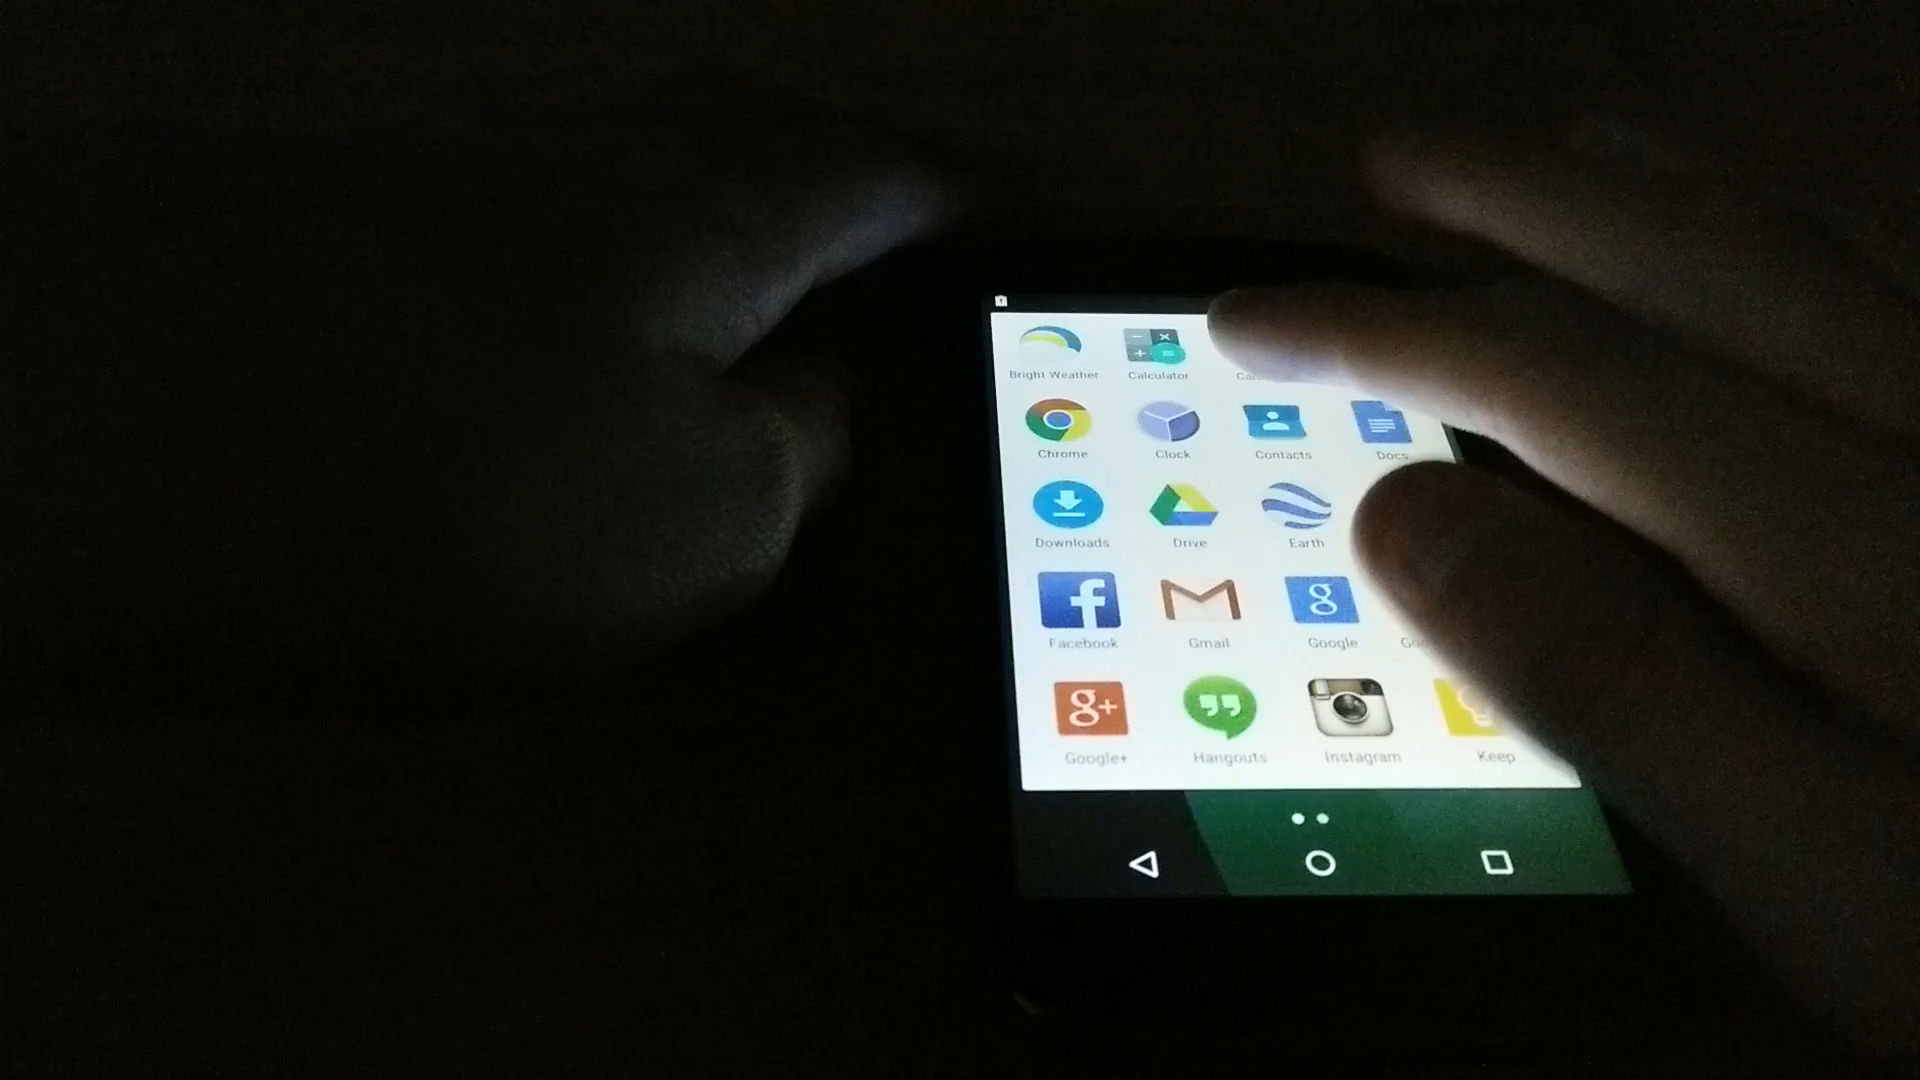 Bright Weather Calculator
Chrome Clock Contacts Docs
Downloads Drive Earth
f
Facebook Gmail Google
g+
Google+ Hangouts Instagram Keep